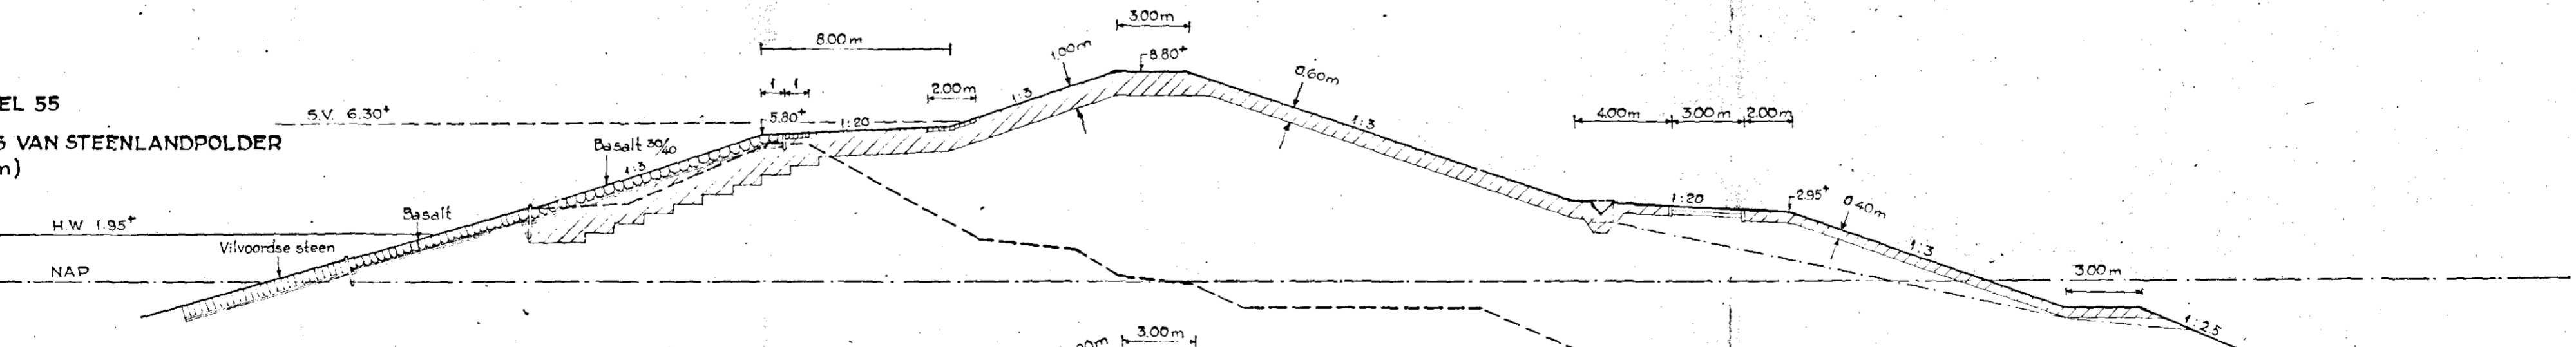 3.00m
8.80+
8.00m
1.00m
0.60m
1 1
2.00m
1:3
EL 55
S.V. 6.30+
5.80+
1:20
1:3
4.00m 3.00m 2.00m
VAN STEENLANDPOLDER
Basalt 30/40
1:3
1:20
2.95+
0.40m
Basalt
H.W. 1.95+
Vilvoordse steen
1:3
NAP
3.00m
1:2.5
3.00m